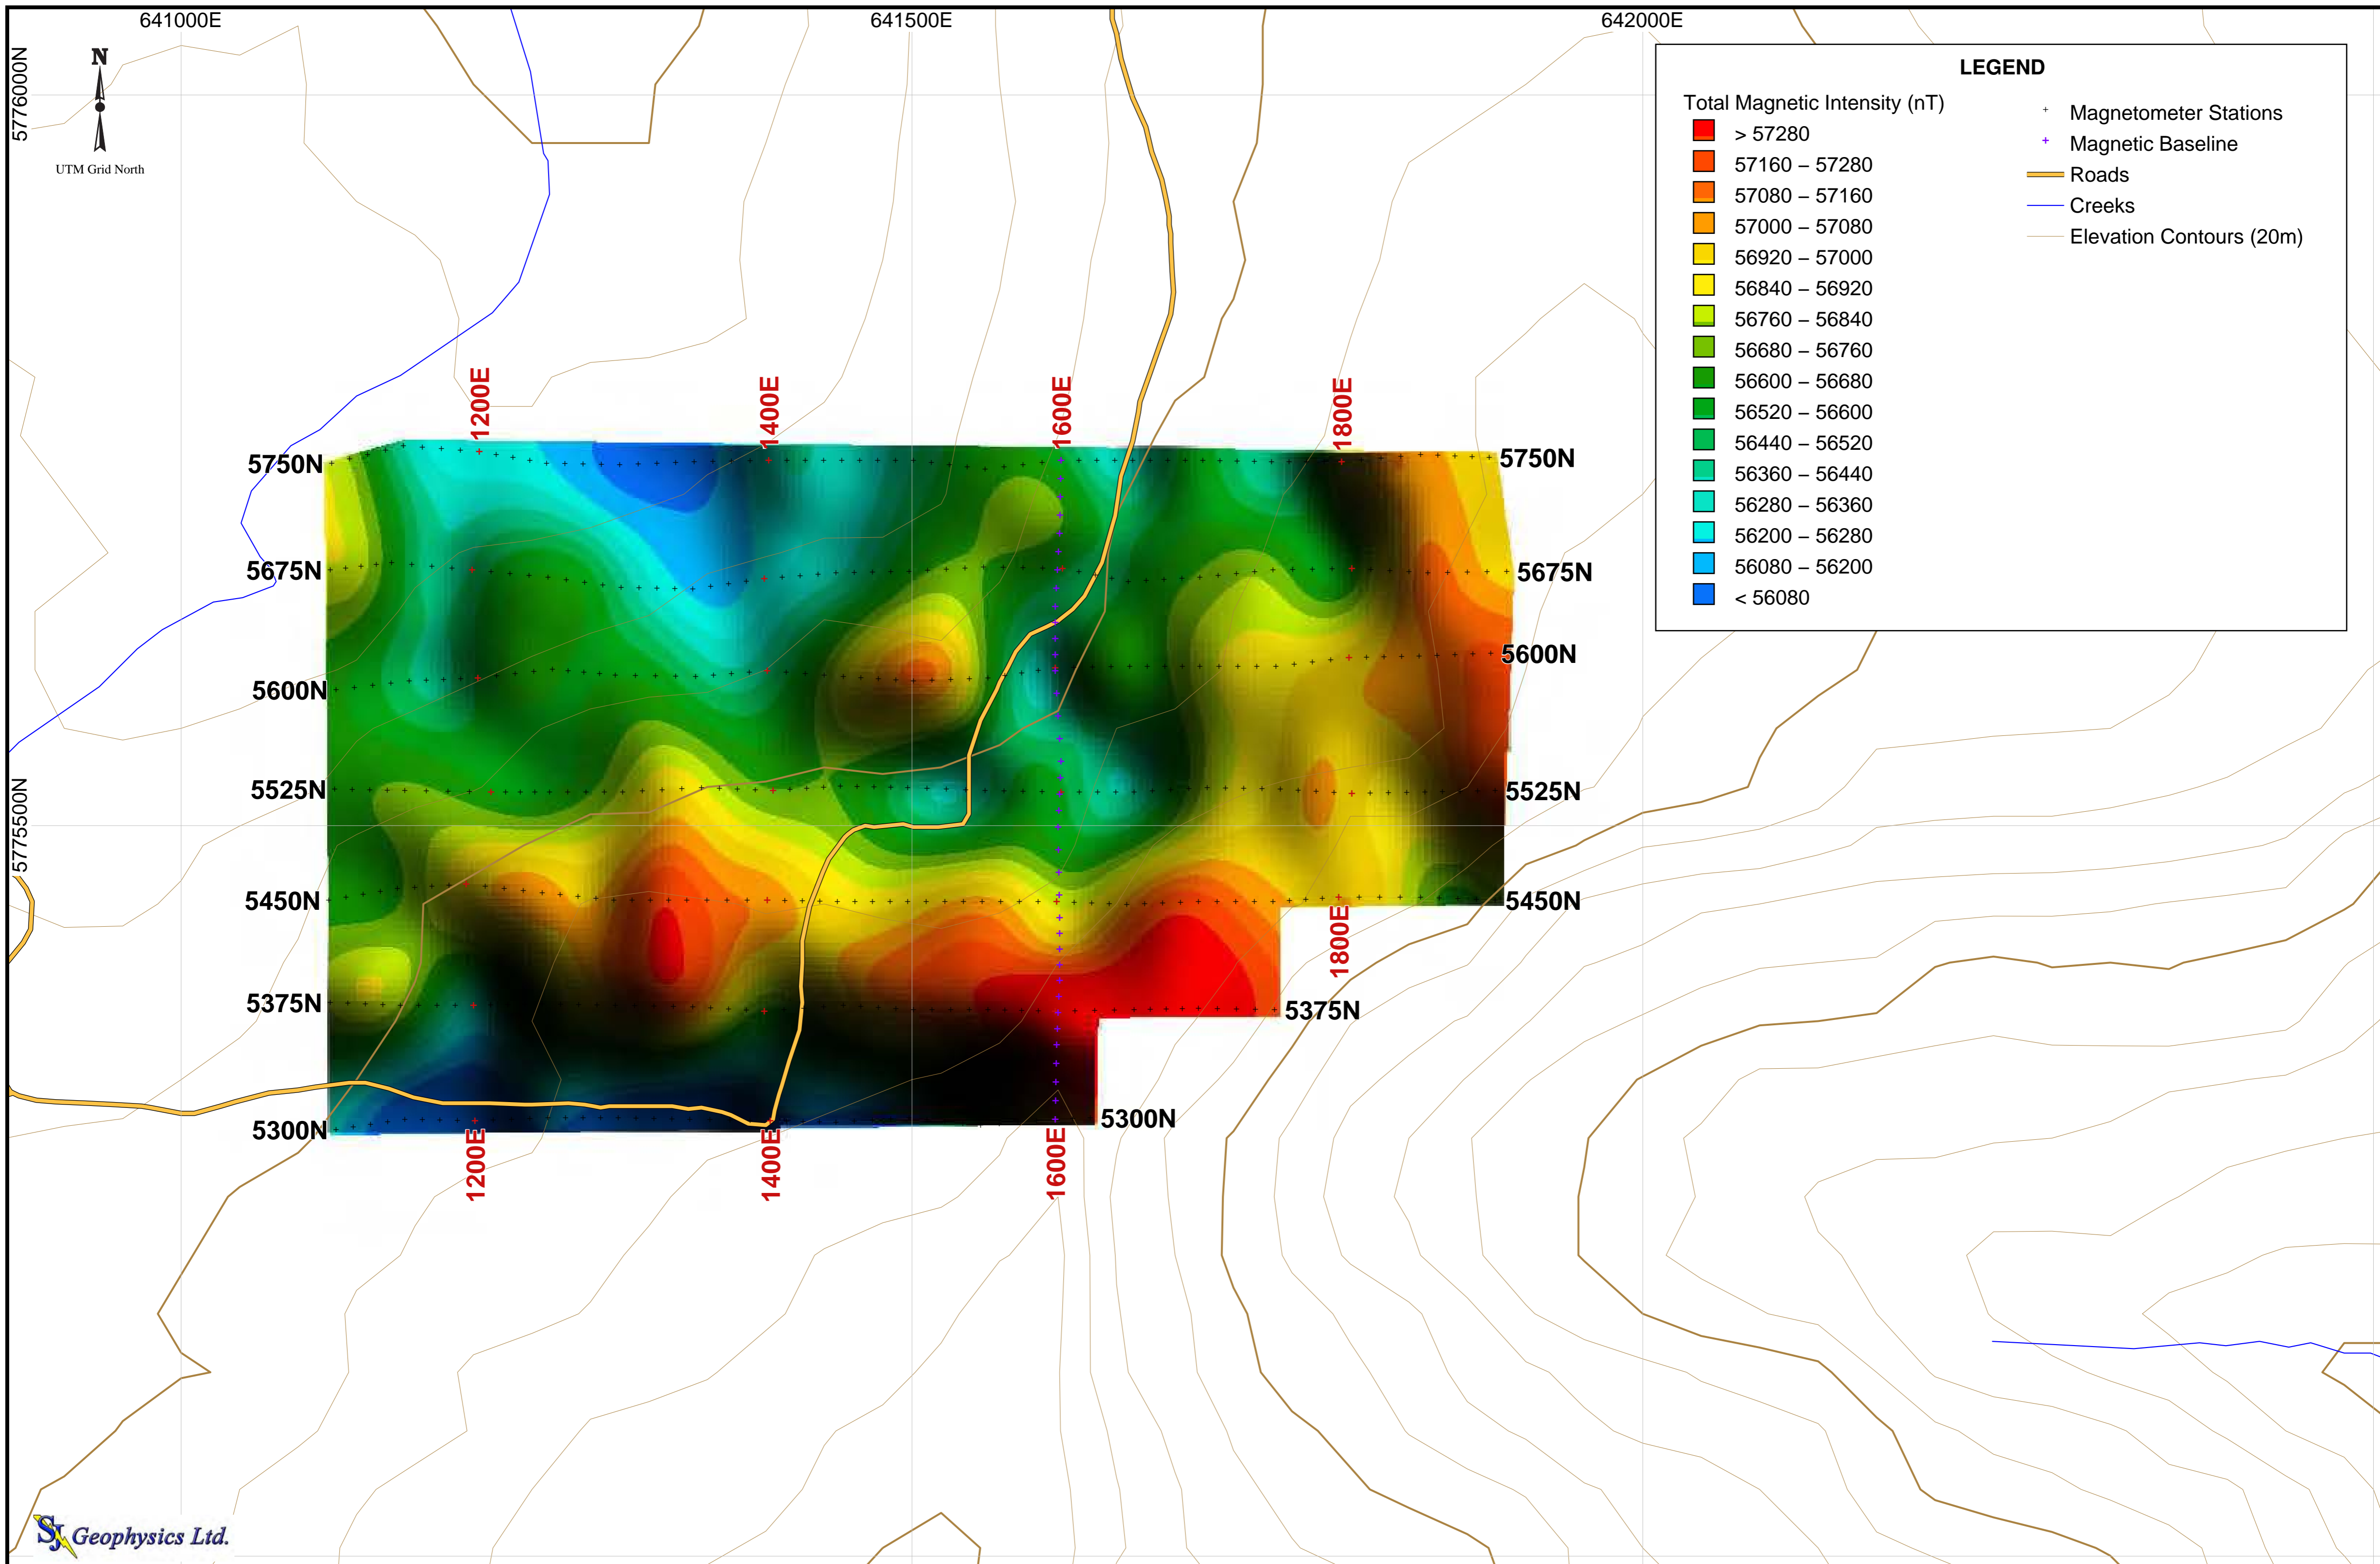 641000E 641500E 642000E
5776000N
N
UTM Grid North
LEGEND
Total Magnetic Intensity (nT)
> 57280
57160 – 57280
57080 – 57160
57000 – 57080
56920 – 57000
56840 – 56920
56760 – 56840
56680 – 56760
56600 – 56680
56520 – 56600
56440 – 56520
56360 – 56440
56280 – 56360
56200 – 56280
56080 – 56200
< 56080
Magnetometer Stations
Magnetic Baseline
Roads
Creeks
Elevation Contours (20m)
1200E 1400E 1600E 1800E
5750N 5750N
5675N 5675N
5600N 5600N
5775500N
5525N 5525N
5450N 5450N
1800E
5375N 5375N
5300N 5300N
1200E 1400E 1600E
SJ Geophysics Ltd.